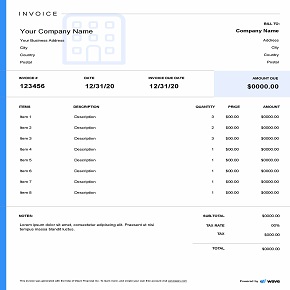 INVOICE
BILL TO:
Your Company Name
Company Name
Your Business Address
Address
City
City
Country
Country
Postal
Postal
INVOICE # DATE INVOICE DUE DATE AMOUNT DUE
123456 12/31/20 12/31/20 $0000.00
ITEMS DESCRIPTION QUANTITY PRICE AMOUNT
Item 1 Description 3 $00.00 $0000.00
Item 2 Description 2 $00.00 $0000.00
Item 3 Description 3 $00.00 $0000.00
Item 4 Description 1 $00.00 $0000.00
Item 5 Description 1 $00.00 $0000.00
Item 6 Description 1 $00.00 $0000.00
Item 7 Description 1 $00.00 $0000.00
Item 8 Description 1 $00.00 $0000.00
NOTES:
Lorem ipsum dolor sit amet, consectetur adipiscing elit. Praesent at nisl
tempus massa blandit luctus.
SUB-TOTAL $0000.00
TAX RATE 00%
TAX $000.00
TOTAL $0000.00
Powered by wave